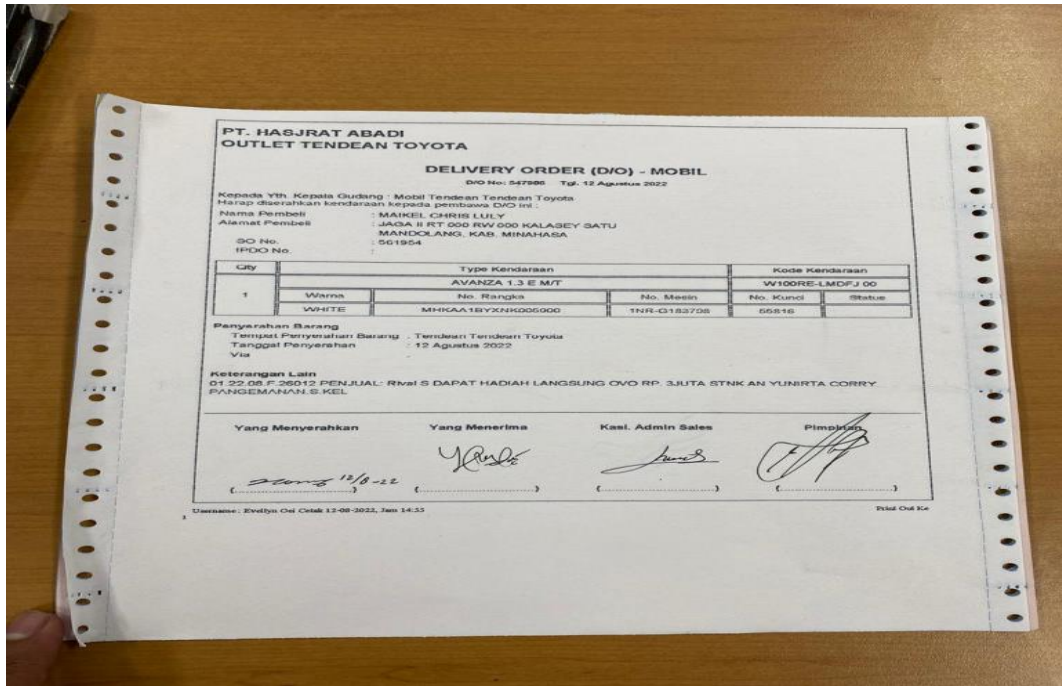 PT. HASJRAT ABADI
OUTLET TENDEAN TOYOTA
DELIVERY ORDER (D/O) - MOBIL
D/O No: 547986 Tgl. 12 Agustus 2022
Kepada Yth. Kepala Gudang : Mobil Tendean Tendean Toyota
Harap diserahkan kendaraan kepada pembawa D/O ini :
Nama Pembeli : MAIKEL CHRIS LULY
Alamat Pembeli : JAGA II RT 000 RW 000 KALASEY SATU
MANDOLANG, KAB. MINAHASA
SO No. : 561954
IPDO No. :
Qty Type Kendaraan Kode Kendaraan
AVANZA 1.3 E M/T W100RE-LMDFJ 00
1 Warna No. Rangka No. Mesin No. Kunci Status
WHITE 55816
Penyerahan Barang
Tempat Penyerahan Barang : Tendean Tendean Toyota
Tanggal Penyerahan : 12 Agustus 2022
Via :
Keterangan Lain
01.22.08.F.26012 PENJUAL: Rival S DAPAT HADIAH LANGSUNG OVO RP. 3JUTA STNK AN YUNIRTA CORRY
PANGEMANAN.S.KEL
Yang Menyerahkan Yang Menerima Kasi. Admin Sales Pimpinan
12/8-22
Username : Evellyn Oei Cetak 12-08-2022, Jam 14:35 Print Out Ke
1